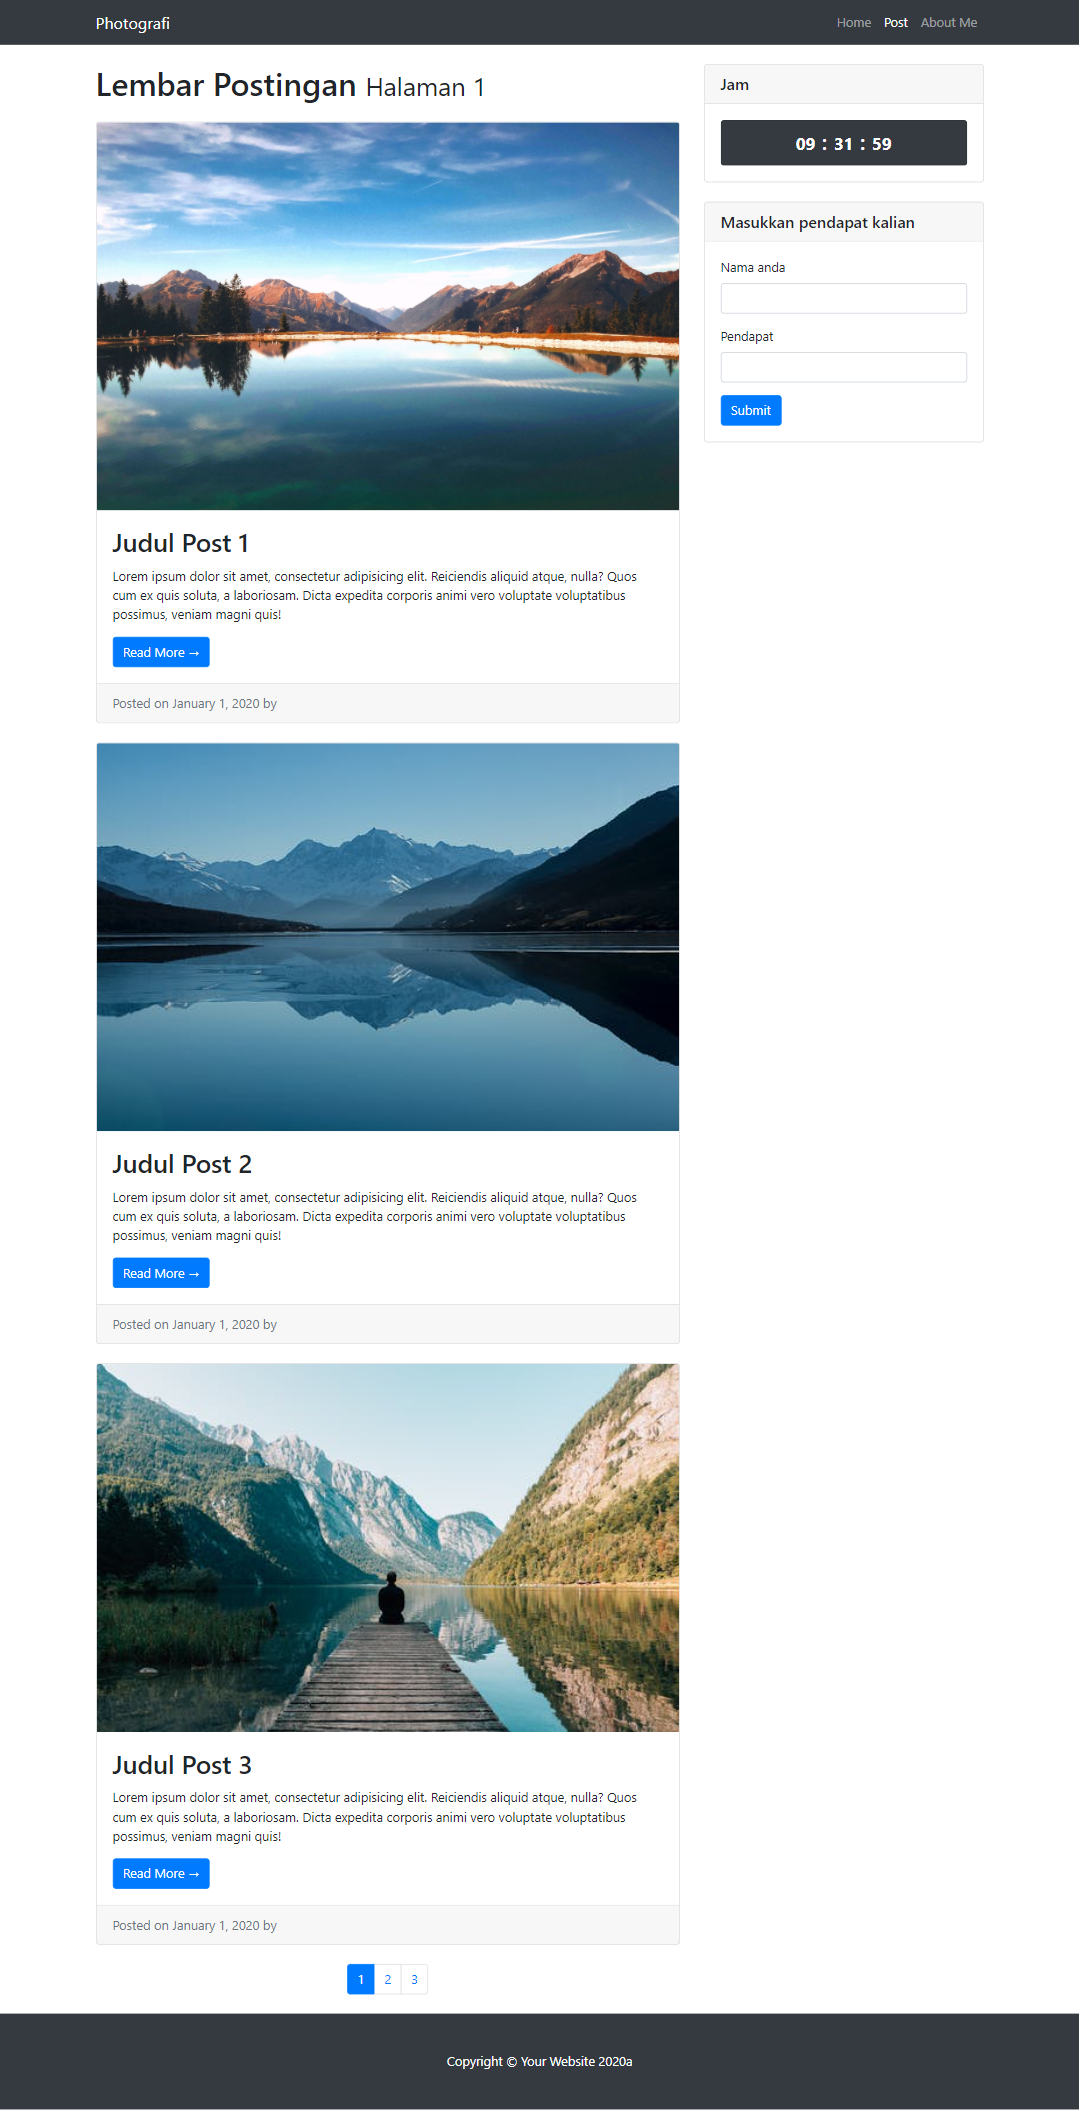 Photografi
Home Post About Me
Lembar Postingan Halaman 1
Judul Post 1
Lorem ipsum dolor sit amet, consectetur adipisicing elit. Reiciendis aliquid atque, nulla? Quos
cum ex quis soluta, a laboriosam. Dicta expedita corporis animi vero voluptate voluptatibus
possimus, veniam magni quis!
Read More →
Posted on January 1, 2020 by
Judul Post 2
Lorem ipsum dolor sit amet, consectetur adipisicing elit. Reiciendis aliquid atque, nulla? Quos
cum ex quis soluta, a laboriosam. Dicta expedita corporis animi vero voluptate voluptatibus
possimus, veniam magni quis!
Read More →
Posted on January 1, 2020 by
Judul Post 3
Lorem ipsum dolor sit amet, consectetur adipisicing elit. Reiciendis aliquid atque, nulla? Quos
cum ex quis soluta, a laboriosam. Dicta expedita corporis animi vero voluptate voluptatibus
possimus, veniam magni quis!
Read More →
Posted on January 1, 2020 by
1 2 3
Jam
09 : 31 : 59
Masukkan pendapat kalian
Nama anda
Pendapat
Submit
Copyright © Your Website 2020a